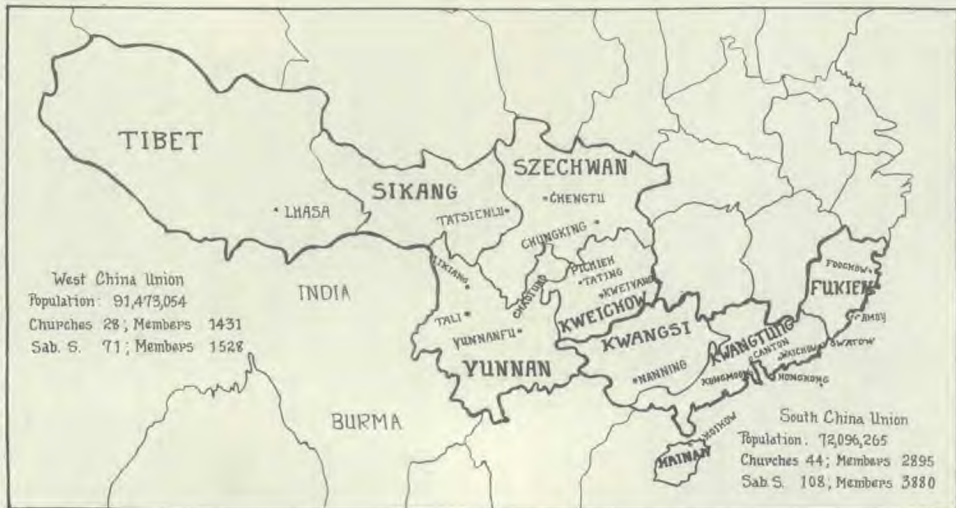 TIBET
LHASA
SIKANG
TATSIENLU
SZECHWAN
CHENGTU
CHUNGKING
West China Union
Population: 91,473,054
Churches 28; Members 1431
Sab. S. 71; Members 1528
INDIA
BURMA
LIKIANG
TALI
YUNNANFU
YUNNAN
CHAOTUNG
PICHIEH
TATING
KWEIYANG
KWEICHOW
KWANGSI
NANNING
KWANGTUNG
CANTON
WAICHOW
KONGMOON
HONGKONG
SWATOW
FOOCHOW
FUKIEN
AMOY
HOIHOW
HAINAN
South China Union
Population. 72,096,265
Churches 44; Members 2895
Sab. S. 108; Members 3880